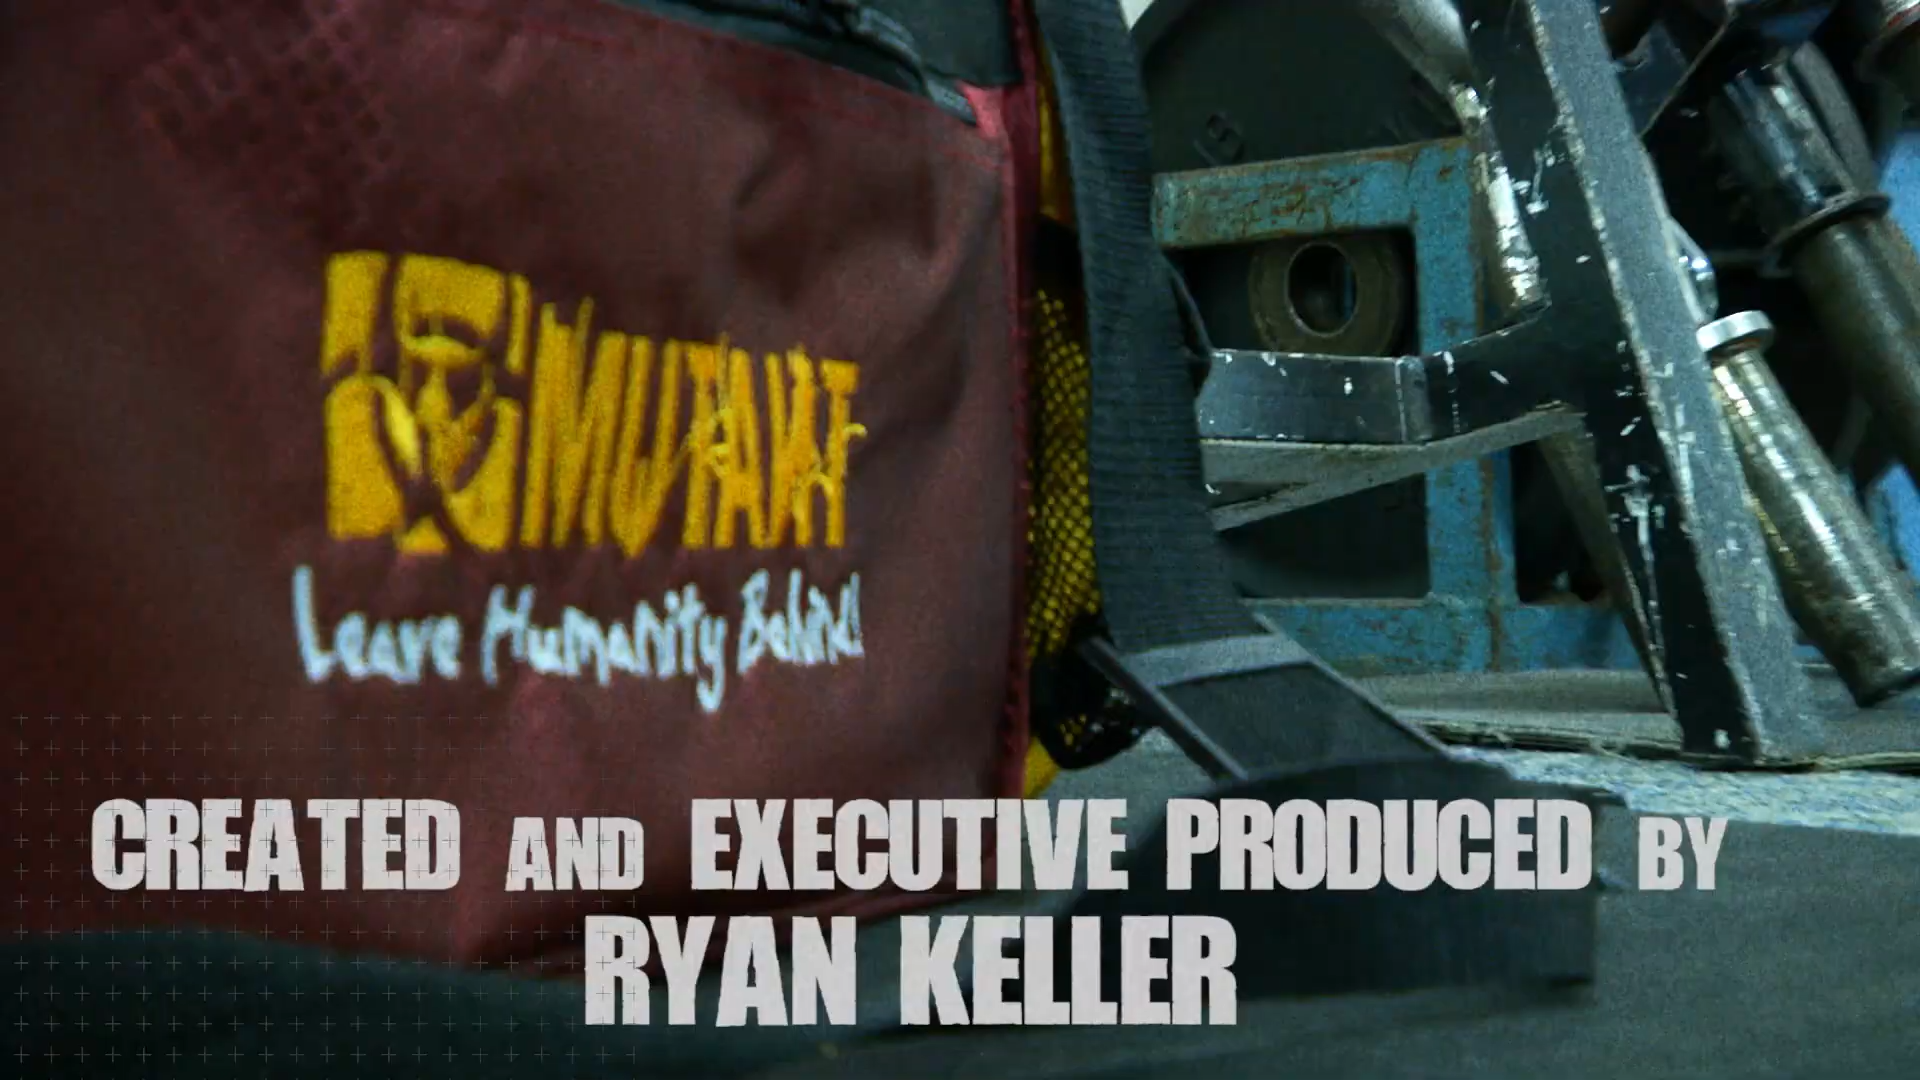 MUTANT
Leave Humanity Behind!
CREATED AND EXECUTIVE PRODUCED BY
RYAN KELLER